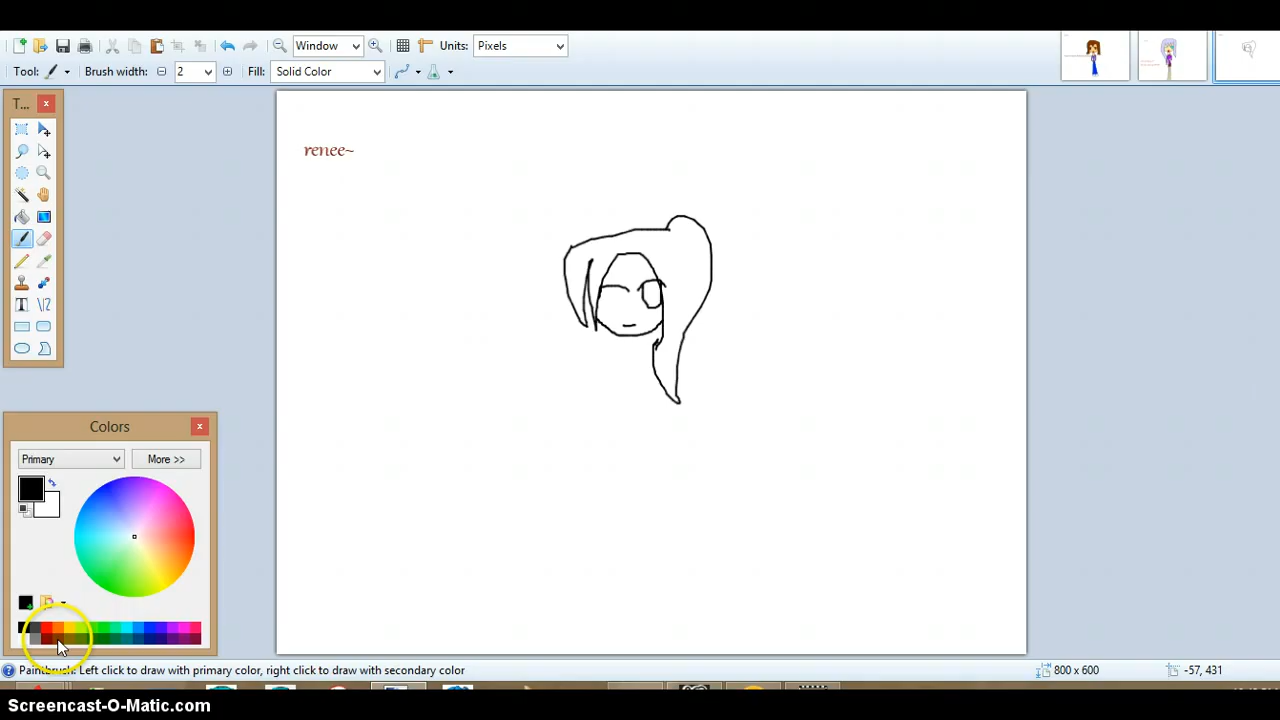 Window
Units:
Pixels
Tool:
Brush width:
2
Fill:
Solid Color
T...
renee~
Colors
Primary
More >>
Paintbrush: Left click to draw with primary color, right click to draw with secondary color
800 x 600
-57, 431
Screencast-O-Matic.com